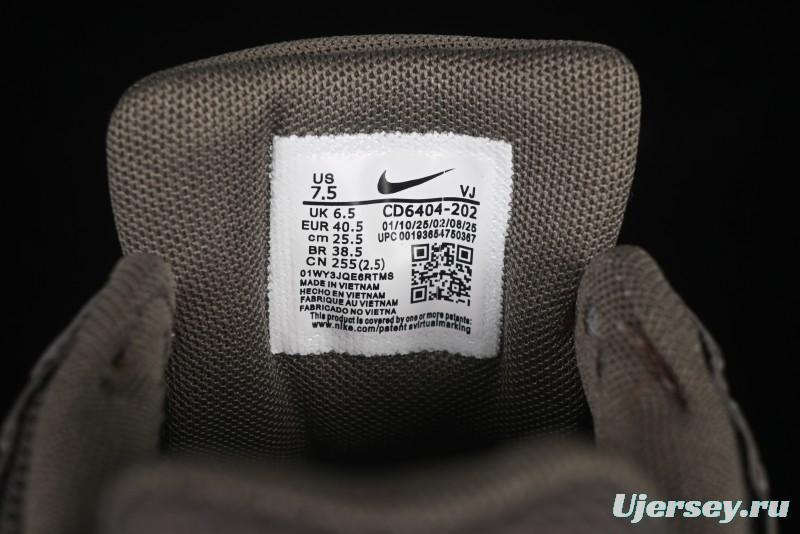 US
7.5
VJ
UK 6.5
EUR 40.5
cm 25.5
BR 38.5
CN 255(2.5)
CD6404-202
01/10/25/02/08/25
UPC 00193654750367
01WY3JQE6RTMS
MADE IN VIETNAM
HECHO EN VIETNAM
FABRIQUE AU VIETNAM
FABRICADO NO VIETNA
This product is covered by one or more patents:
www.nike.com/patent svirtualmarking
Ujersey.ru